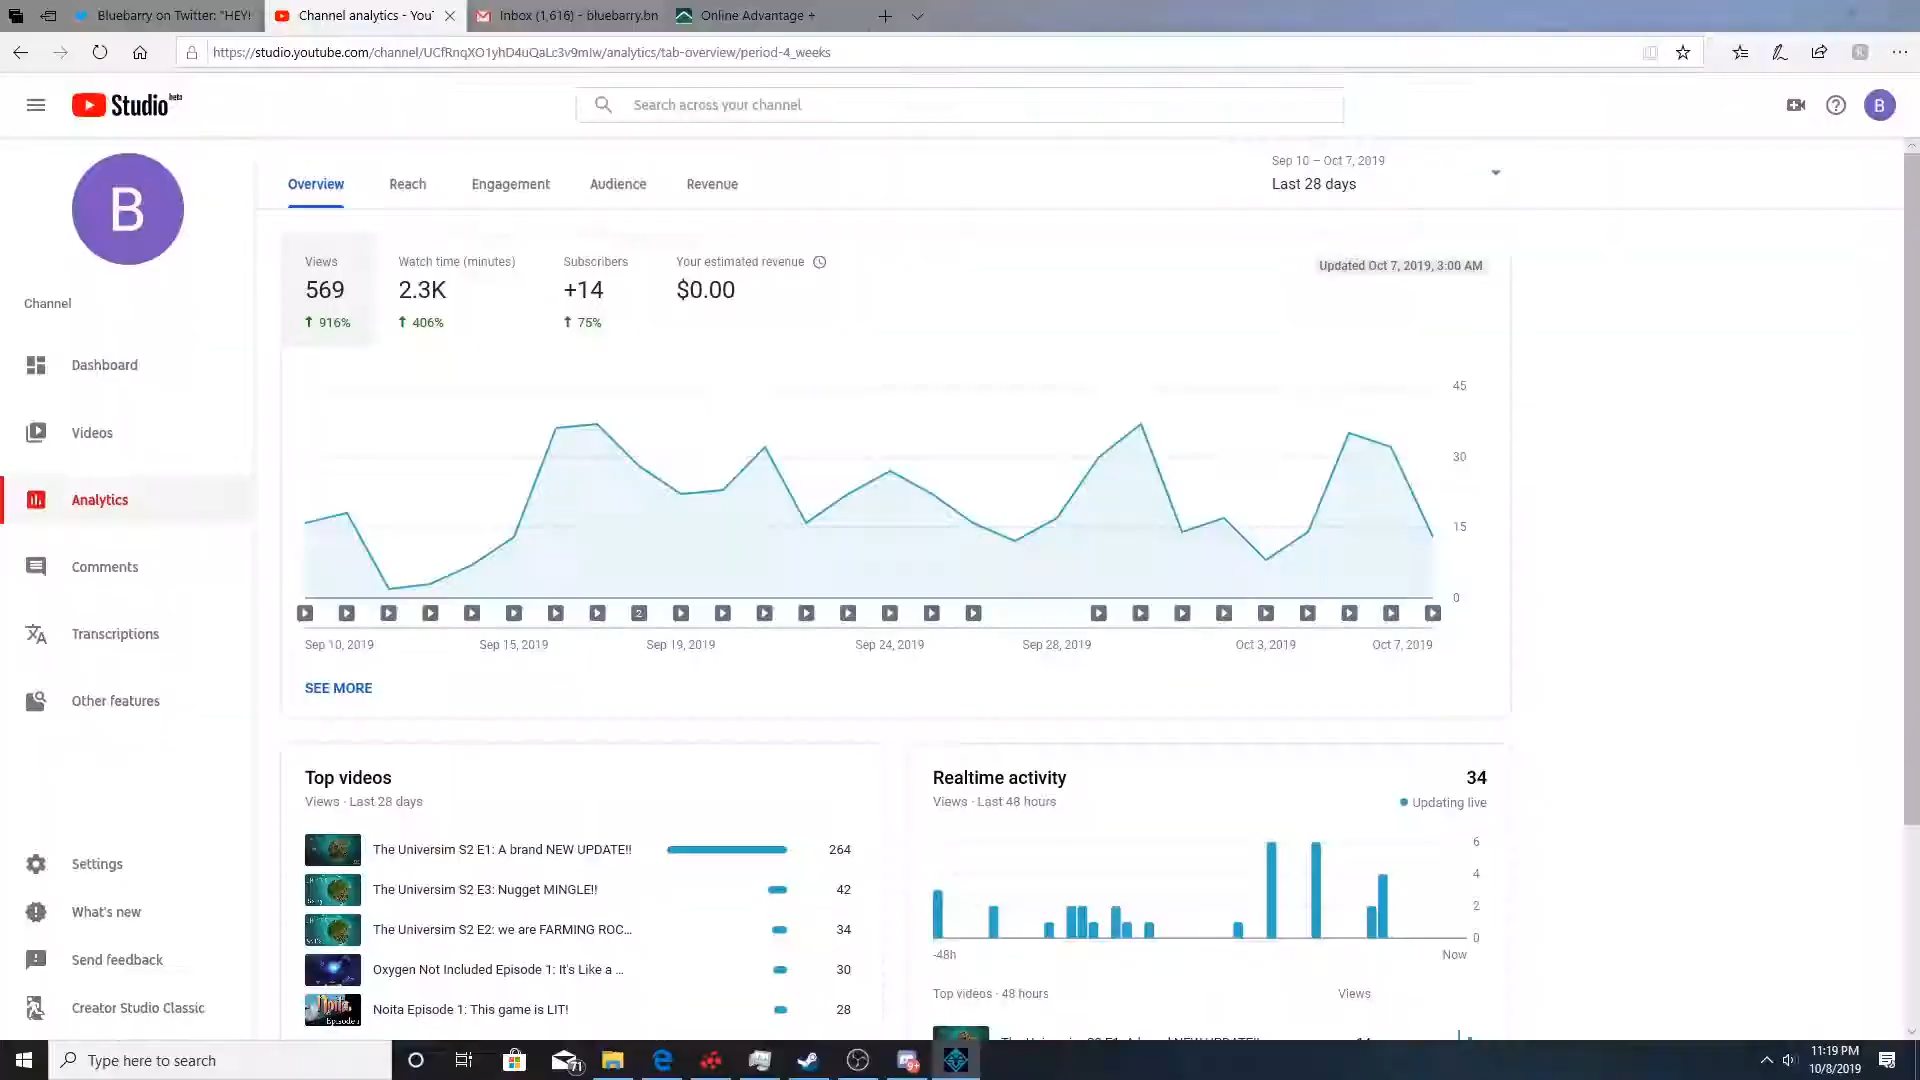 Bluebarry on Twitter: "HEY!
Channel analytics - YouT
Inbox (1,616) - bluebarry.bn
Online Advantage +
https://studio.youtube.com/channel/UCfRnqXO1yhD4uQaLc3v9mIw/analytics/tab-overview/period-4_weeks
Studio beta
Search across your channel
B
B
Channel
Dashboard
Videos
Analytics
Comments
Transcriptions
Other features
Settings
What's new
Send feedback
Creator Studio Classic
Overview
Reach
Engagement
Audience
Revenue
Sep 10 – Oct 7, 2019
Last 28 days
Views
569
916%
Watch time (minutes)
2.3K
406%
Subscribers
+14
75%
Your estimated revenue
$0.00
Updated Oct 7, 2019, 3:00 AM
45
30
15
0
2
Sep 10, 2019
Sep 15, 2019
Sep 19, 2019
Sep 24, 2019
Sep 28, 2019
Oct 3, 2019
Oct 7, 2019
SEE MORE
Top videos
Views · Last 28 days
The Universim S2 E1: A brand NEW UPDATE!! 264
The Universim S2 E3: Nugget MINGLE!! 42
The Universim S2 E2: we are FARMING ROC... 34
Oxygen Not Included Episode 1: It's Like a ... 30
Noita Episode 1: This game is LIT! 28
Realtime activity 34
Views · Last 48 hours
Updating live
6
4
2
0
-48h
Now
Top videos · 48 hours
Views
Type here to search
71
9+
11:19 PM
10/8/2019